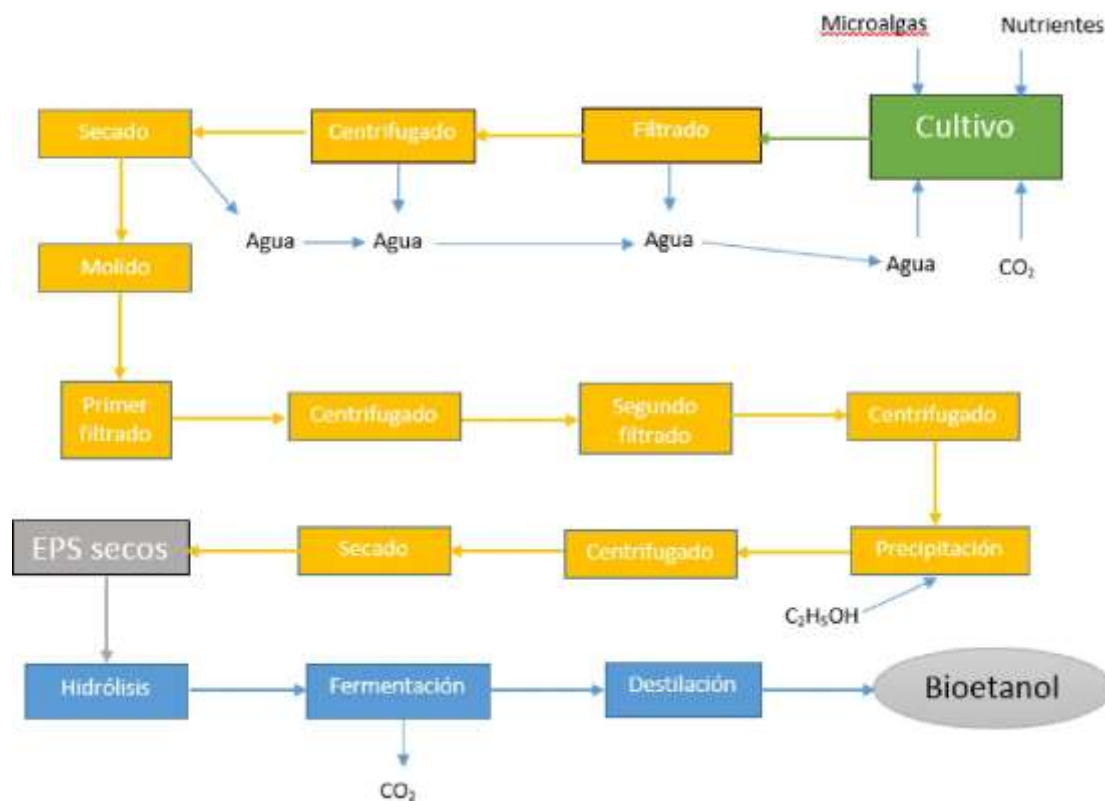 Microalgas
Nutrientes
Secado
Centrifugado
Filtrado
Cultivo
Agua
Agua
Agua
Agua
CO₂
Molido
Primer
filtrado
Centrifugado
Segundo
filtrado
Centrifugado
EPS secos
Secado
Centrifugado
Precipitación
C₂H₅OH
Hidrólisis
Fermentación
Destilación
Bioetanol
CO₂